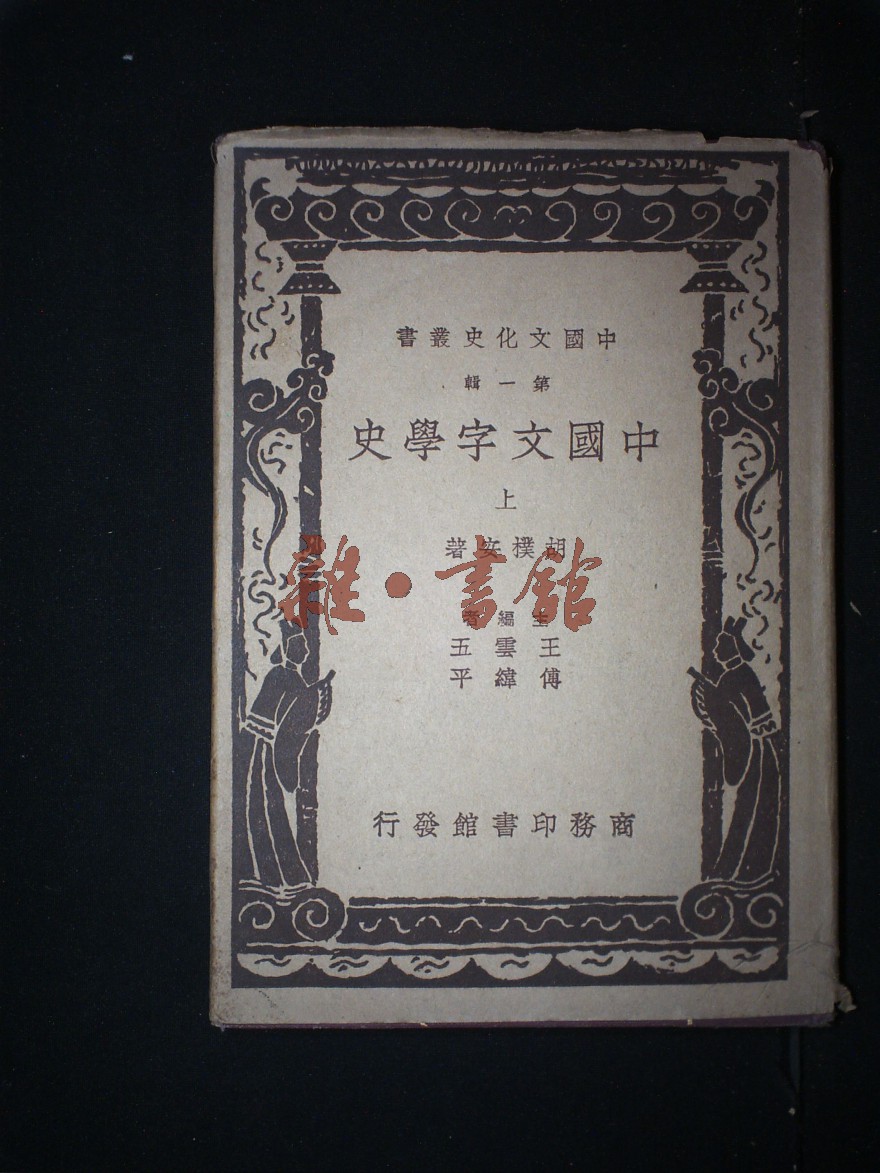 中國文化史叢書
第一輯
中國文字學史
上
胡樸安著
主編者
王雲五
傅緯平
商務印書館發行
雜·書館